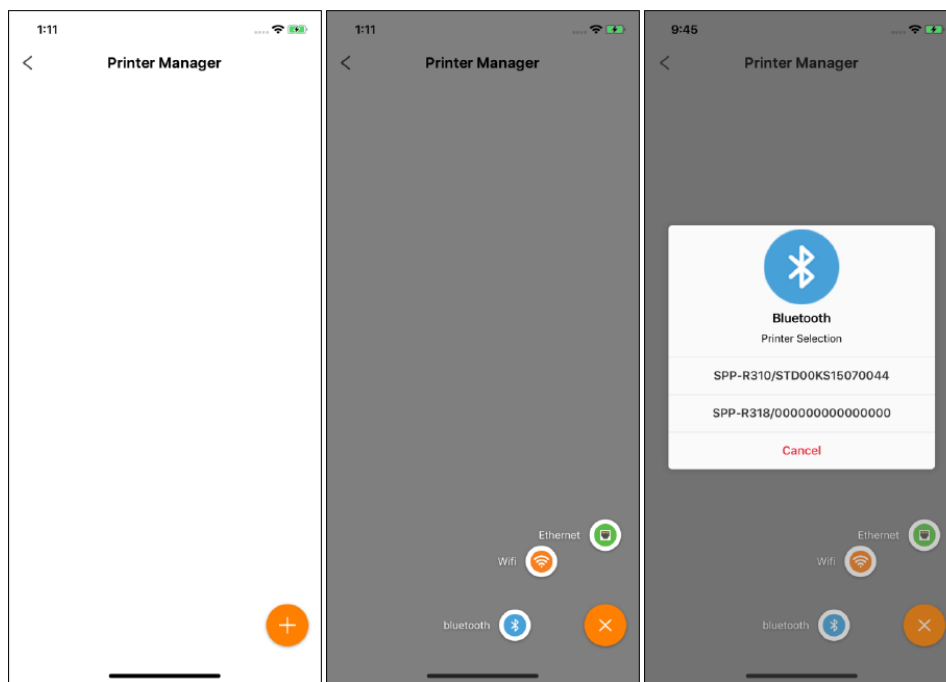 1:11
Printer Manager
1:11
Printer Manager
Ethernet
Wifi
bluetooth
9:45
Printer Manager
Bluetooth
Printer Selection
SPP-R310/STD00KS15070044
SPP-R318/000000000000000
Cancel
Ethernet
Wifi
bluetooth